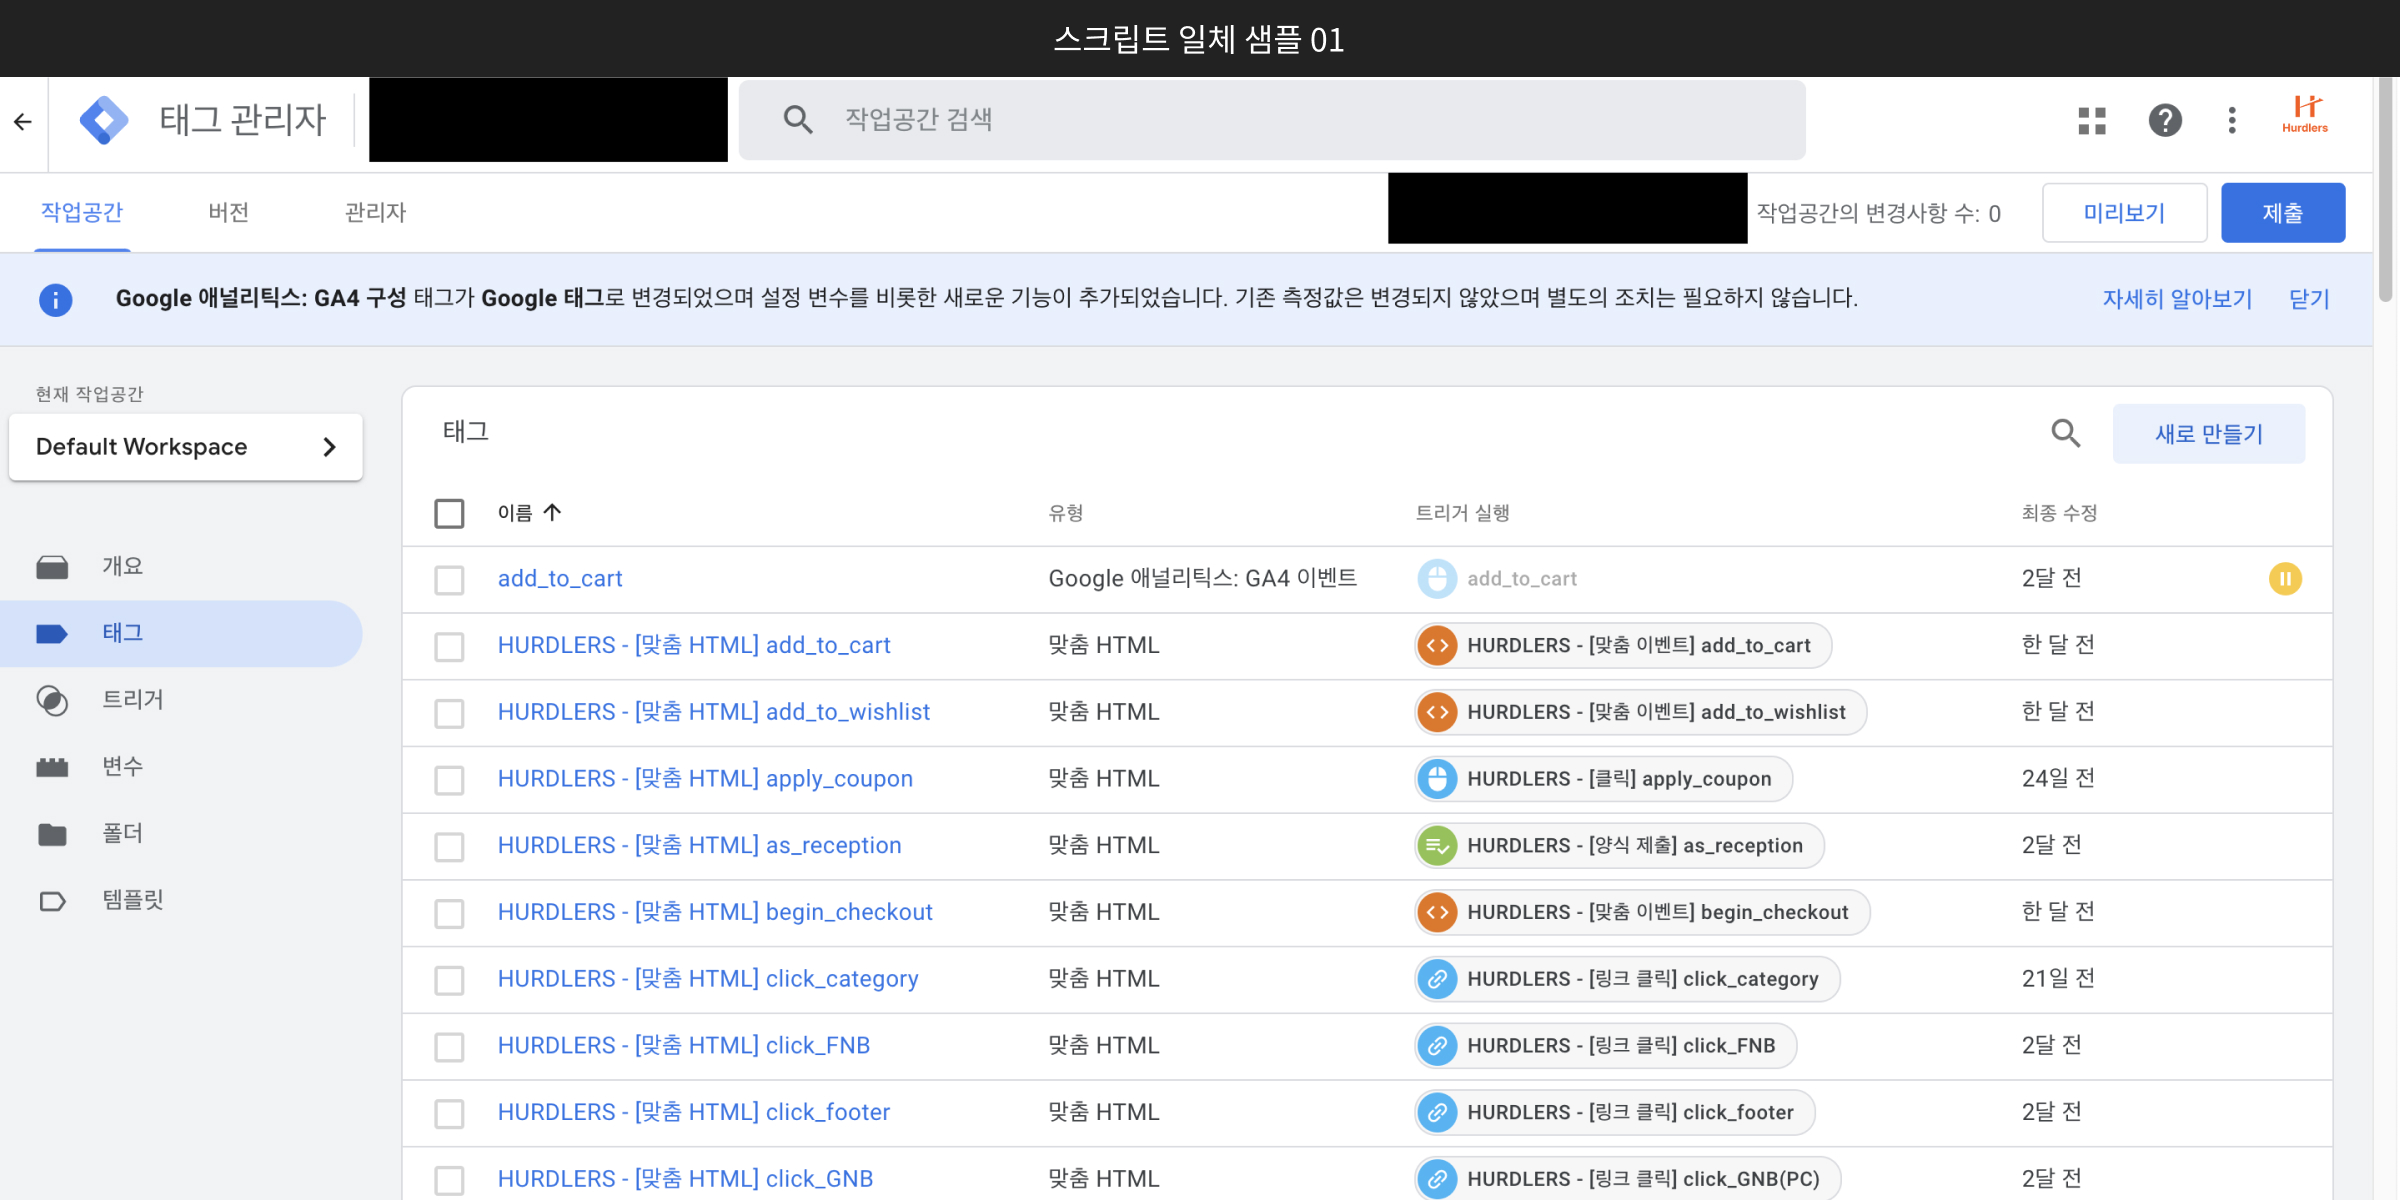 스크립트 일체 샘플 01
태그 관리자
작업공간 검색
Hurdlers
작업공간
버전
관리자
작업공간의 변경사항 수: 0
미리보기
제출
Google 애널리틱스: GA4 구성 태그가 Google 태그로 변경되었으며 설정 변수를 비롯한 새로운 기능이 추가되었습니다. 기존 측정값은 변경되지 않았으며 별도의 조치는 필요하지 않습니다.
자세히 알아보기
닫기
현재 작업공간
Default Workspace
개요
태그
트리거
변수
폴더
템플릿
태그
새로 만들기
이름 유형 트리거 실행 최종 수정
add_to_cart Google 애널리틱스: GA4 이벤트 add_to_cart 2달 전
HURDLERS - [맞춤 HTML] add_to_cart 맞춤 HTML HURDLERS - [맞춤 이벤트] add_to_cart 한 달 전
HURDLERS - [맞춤 HTML] add_to_wishlist 맞춤 HTML HURDLERS - [맞춤 이벤트] add_to_wishlist 한 달 전
HURDLERS - [맞춤 HTML] apply_coupon 맞춤 HTML HURDLERS - [클릭] apply_coupon 24일 전
HURDLERS - [맞춤 HTML] as_reception 맞춤 HTML HURDLERS - [양식 제출] as_reception 2달 전
HURDLERS - [맞춤 HTML] begin_checkout 맞춤 HTML HURDLERS - [맞춤 이벤트] begin_checkout 한 달 전
HURDLERS - [맞춤 HTML] click_category 맞춤 HTML HURDLERS - [링크 클릭] click_category 21일 전
HURDLERS - [맞춤 HTML] click_FNB 맞춤 HTML HURDLERS - [링크 클릭] click_FNB 2달 전
HURDLERS - [맞춤 HTML] click_footer 맞춤 HTML HURDLERS - [링크 클릭] click_footer 2달 전
HURDLERS - [맞춤 HTML] click_GNB 맞춤 HTML HURDLERS - [링크 클릭] click_GNB(PC) 2달 전